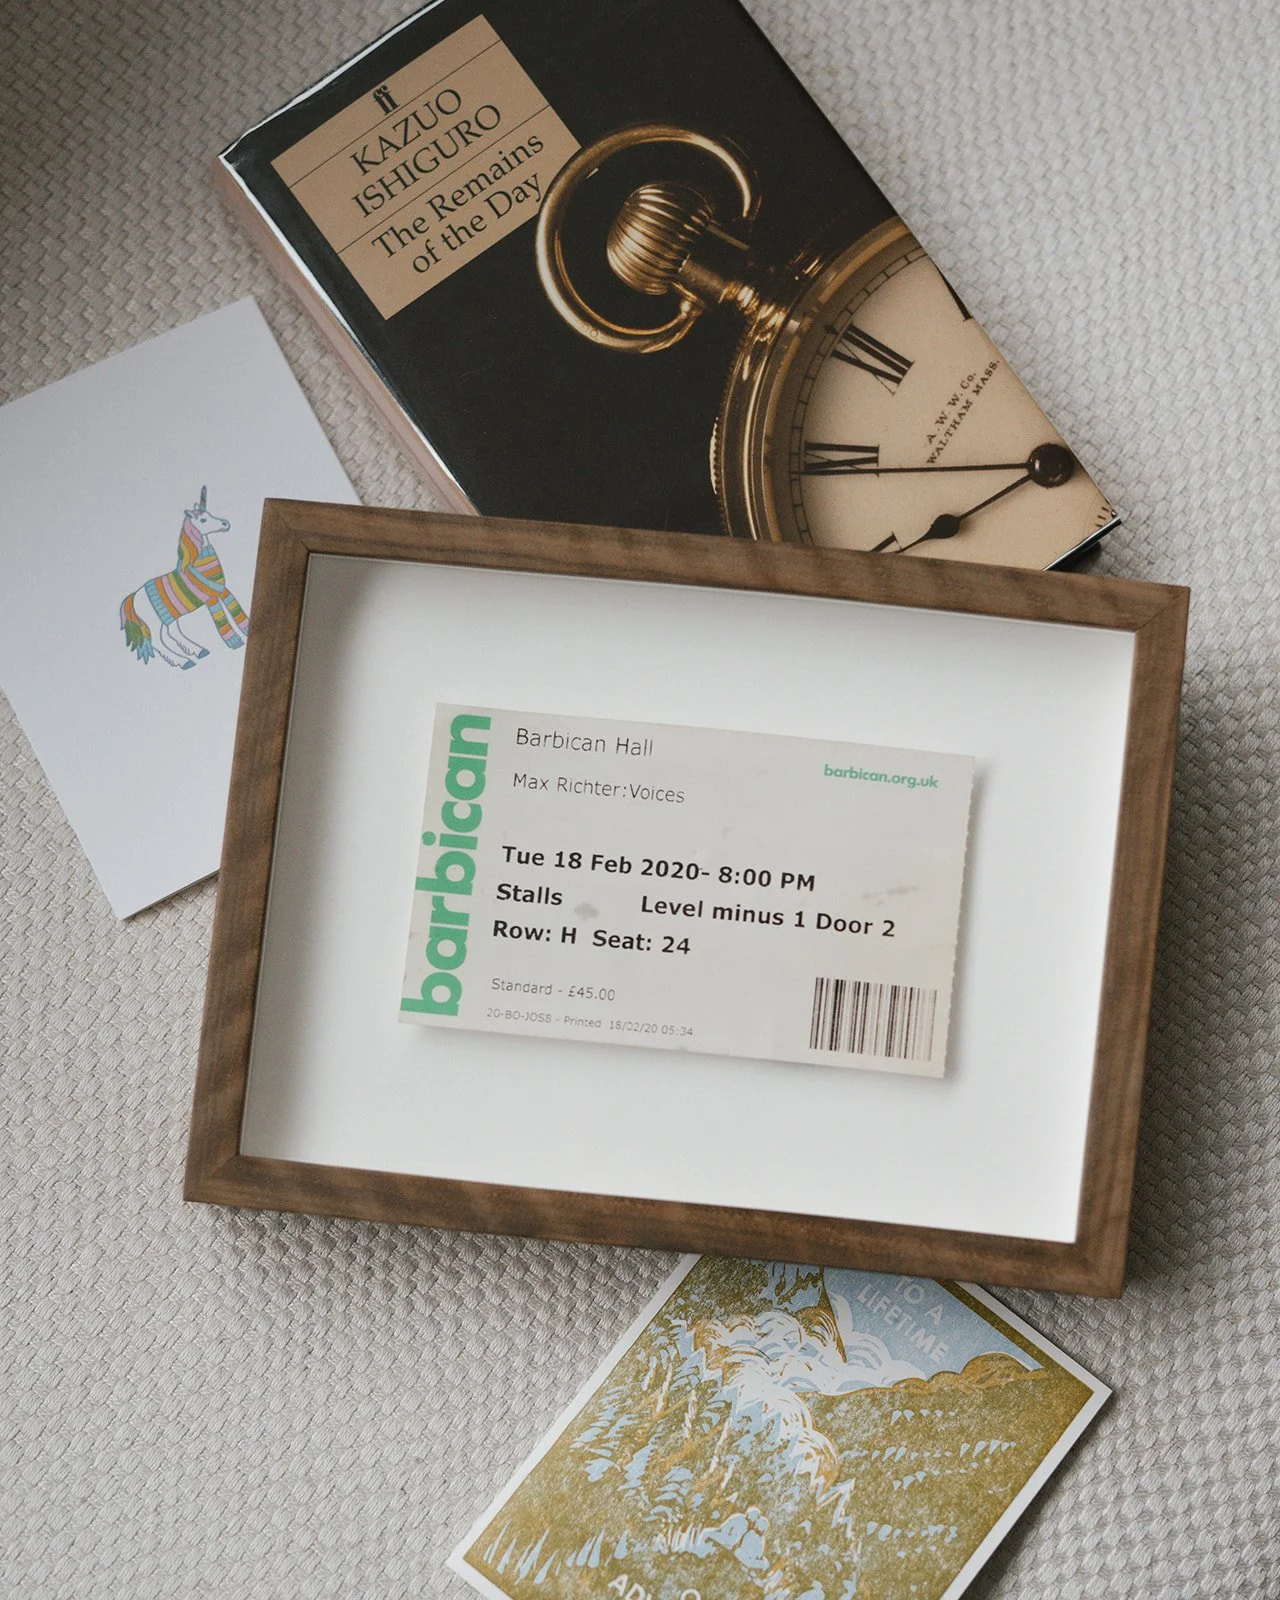 ff
KAZUO
ISHIGURO
The Remains
of the Day
A. W. W. Co.
WALTHAM MASS.
barbican
Barbican Hall
barbican.org.uk
Max Richter:Voices
Tue 18 Feb 2020- 8:00 PM
Stalls Level minus 1 Door 2
Row: H Seat: 24
Standard - £45.00
20-BO-JOSS - Printed 18/02/20 05:34
TO A
LIFETIME